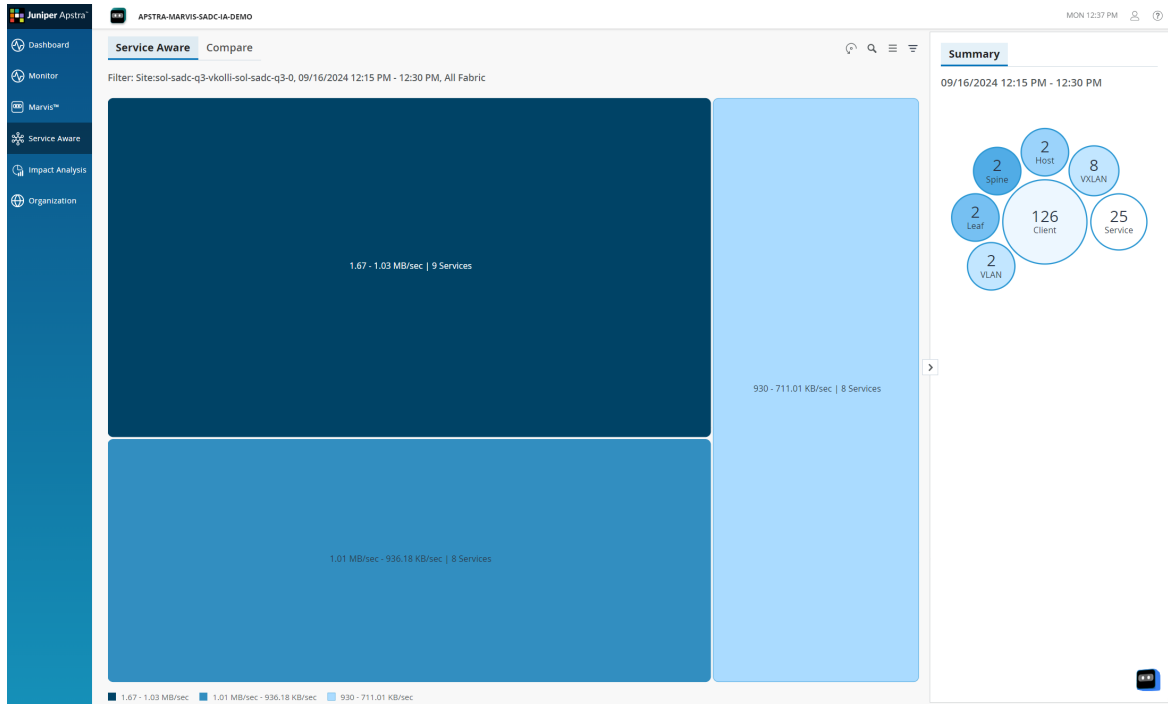 Juniper Apstra™
APSTRA-MARVIS-SADC-IA-DEMO
MON 12:37 PM
Dashboard
Monitor
Marvis™
Service Aware
Impact Analysis
Organization
Service Aware
Compare
Filter: Site:sol-sadc-q3-vkolli-sol-sadc-q3-0, 09/16/2024 12:15 PM - 12:30 PM, All Fabric
1.67 - 1.03 MB/sec | 9 Services
930 - 711.01 KB/sec | 8 Services
1.01 MB/sec - 936.18 KB/sec | 8 Services
1.67 - 1.03 MB/sec
1.01 MB/sec - 936.18 KB/sec
930 - 711.01 KB/sec
Summary
09/16/2024 12:15 PM - 12:30 PM
2
Host
2
Spine
8
VXLAN
2
Leaf
126
Client
25
Service
2
VLAN